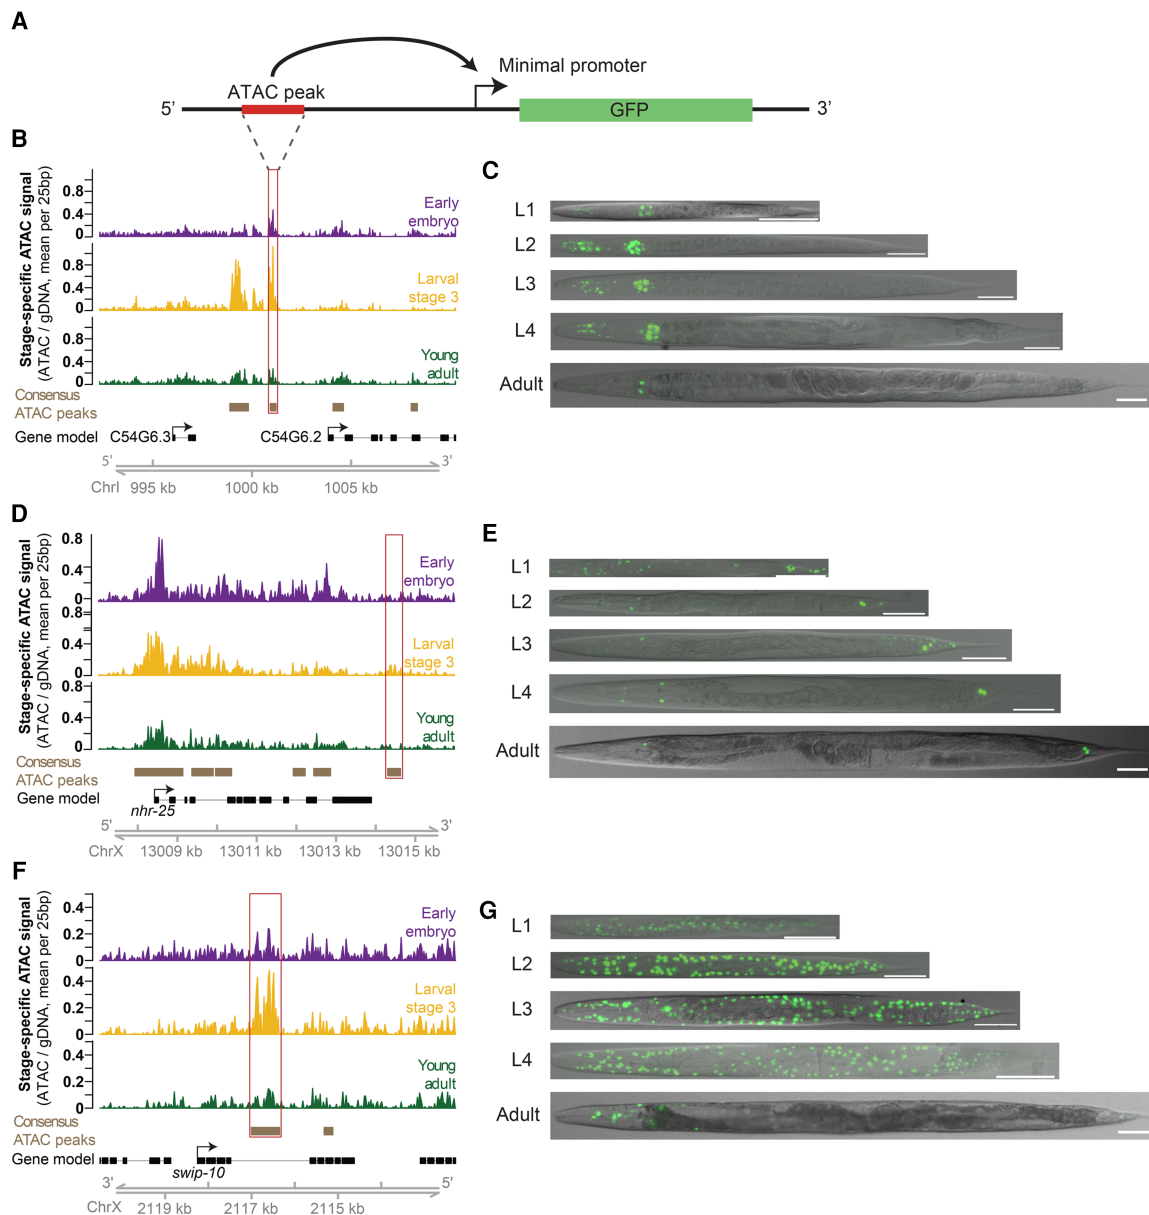 A
5’
ATAC peak
Minimal promoter
GFP
3’
B
Stage-specific ATAC signal
(ATAC / gDNA, mean per 25bp)
0.8
0.4
0
Early
embryo
0.8
0.4
0
Larval
stage 3
0.8
0.4
0
Young
adult
Consensus
ATAC peaks
Gene model
C54G6.3
C54G6.2
5’
3’
ChrI
995 kb
1000 kb
1005 kb
C
L1
L2
L3
L4
Adult
D
Stage-specific ATAC signal
(ATAC / gDNA, mean per 25bp)
0.8
0.4
0
Early
embryo
0.8
0.4
0
Larval
stage 3
0.8
0.4
0
Young
adult
Consensus
ATAC peaks
Gene model
nhr-25
5’
3’
ChrX
13009 kb
13011 kb
13013 kb
13015 kb
E
L1
L2
L3
L4
Adult
F
Stage-specific ATAC signal
(ATAC / gDNA, mean per 25bp)
0.4
0.2
0
Early
embryo
0.4
0.2
0
Larval
stage 3
0.4
0.2
0
Young
adult
Consensus
ATAC peaks
Gene model
swip-10
3’
5’
ChrX
2119 kb
2117 kb
2115 kb
G
L1
L2
L3
L4
Adult